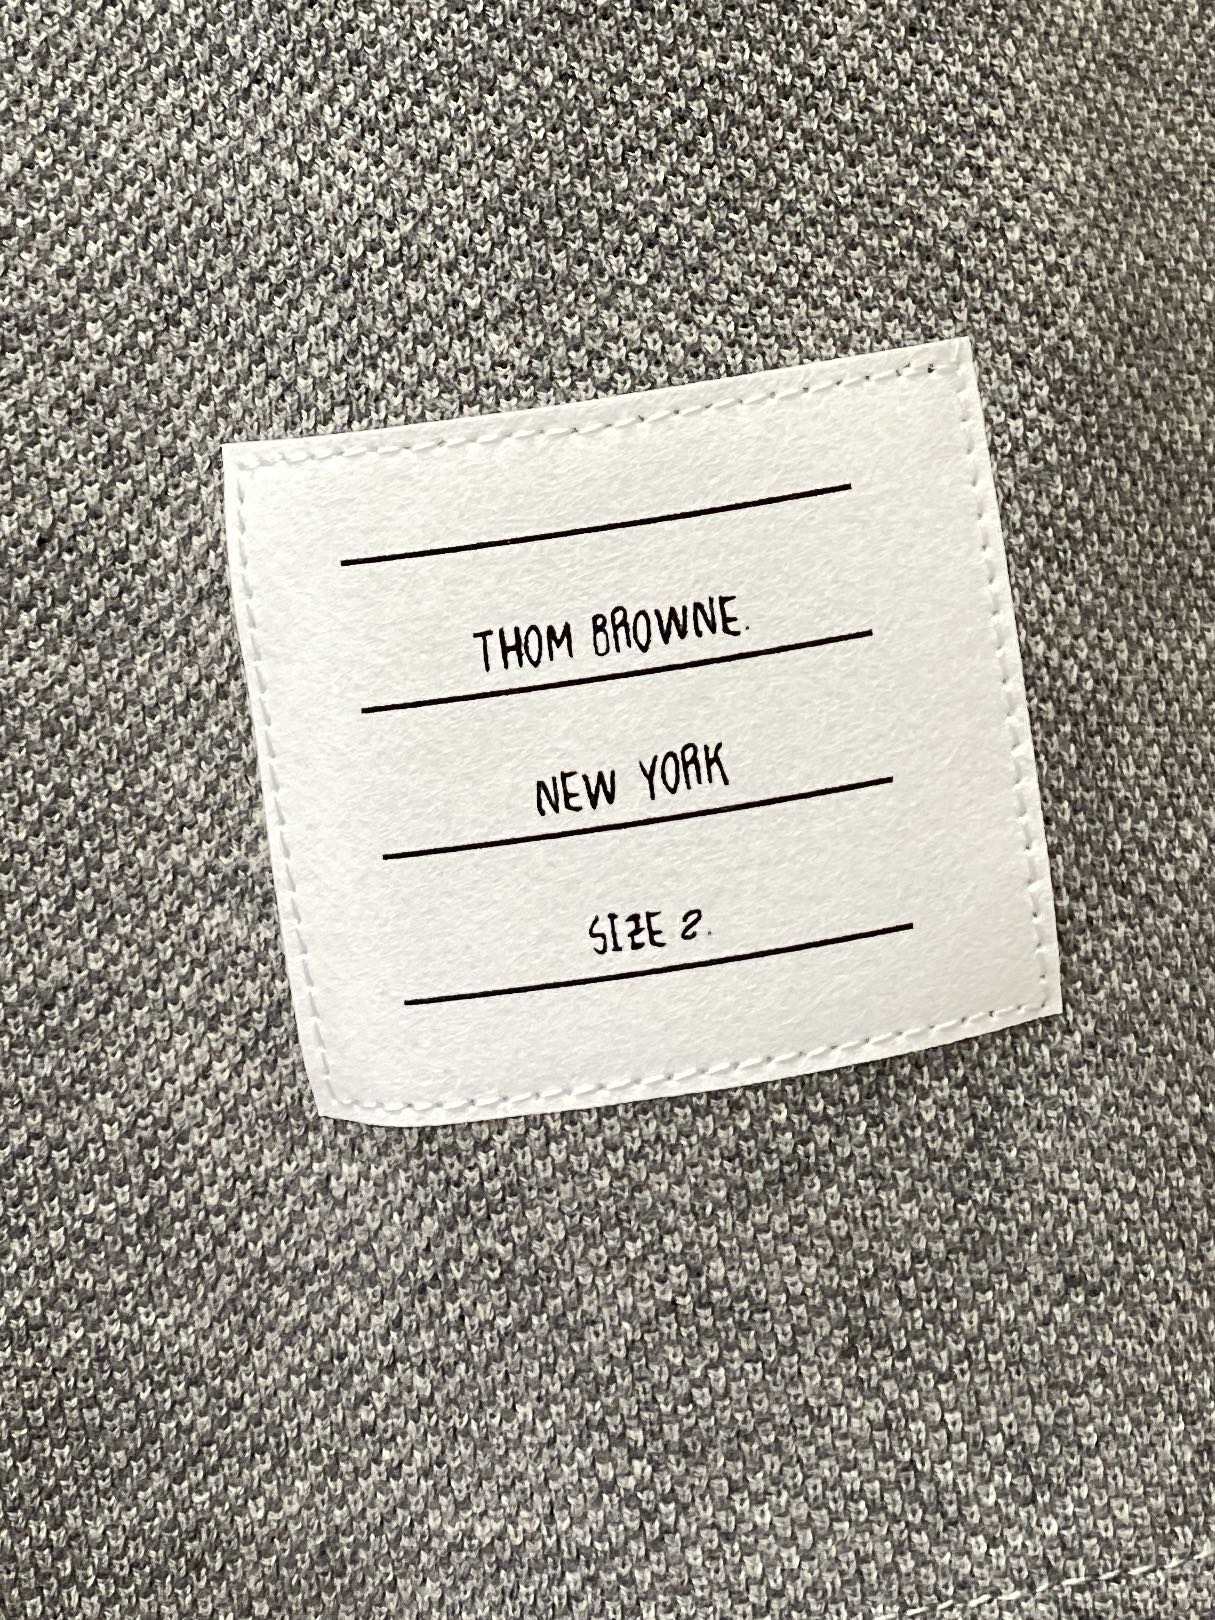 THOM BROWNE.
NEW YORK
SIZE 2.